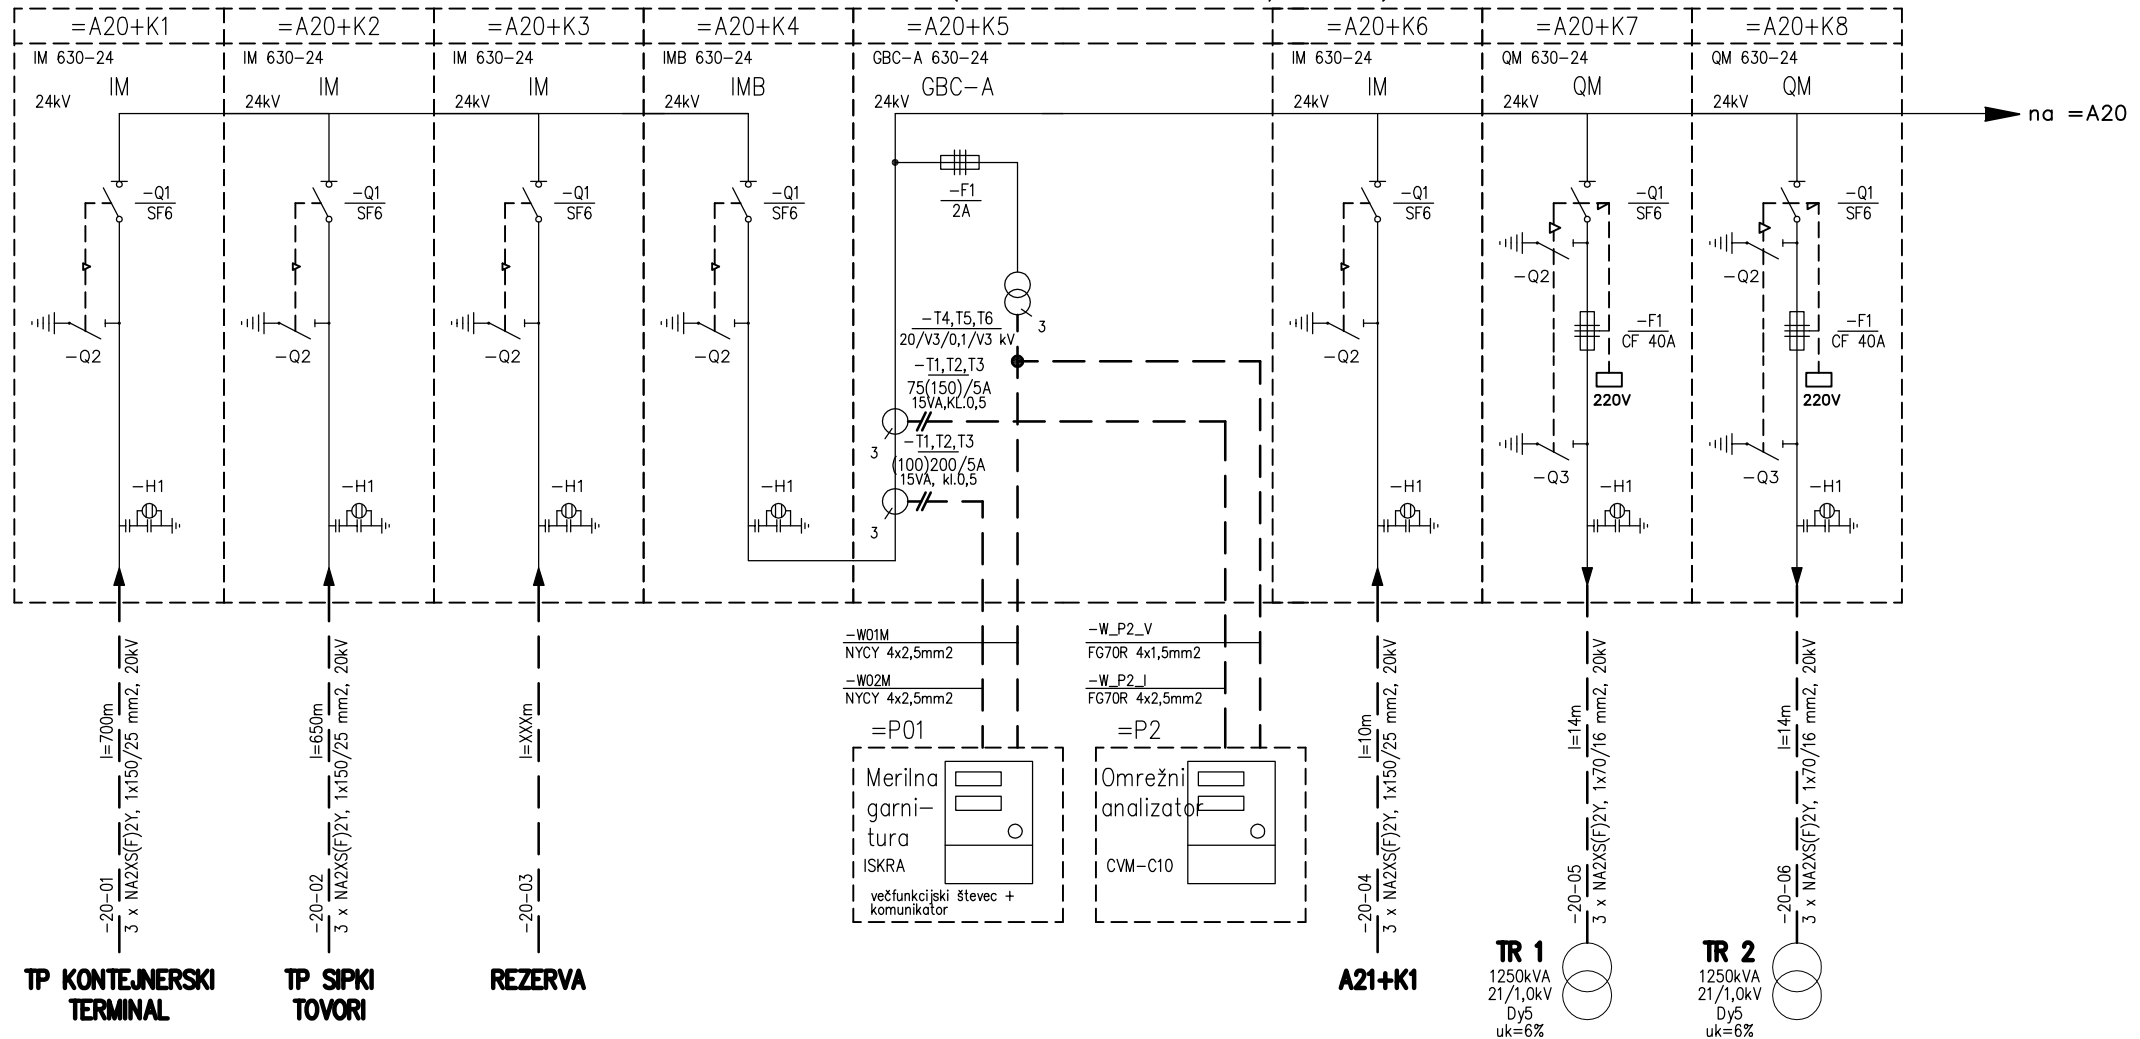 =A20+K1
=A20+K2
=A20+K3
=A20+K4
=A20+K5
=A20+K6
=A20+K7
=A20+K8
IM 630-24
IM 630-24
IM 630-24
IMB 630-24
GBC-A 630-24
IM 630-24
QM 630-24
QM 630-24
IM
IM
IM
IMB
GBC-A
IM
QM
QM
24kV
24kV
24kV
24kV
24kV
24kV
24kV
24kV
na =A20
-Q1
SF6
-Q1
SF6
-Q1
SF6
-Q1
SF6
-F1
2A
-Q1
SF6
-Q1
SF6
-Q1
SF6
-Q2
-Q2
-Q2
-Q2
-Q2
-Q2
-Q2
-T4,T5,T6
20/V3/0,1/V3 kV
3
-T1,T2,T3
75(150)/5A
15VA,KL.0,5
3
-T1,T2,T3
(100)200/5A
15VA, kl.0,5
3
-F1
CF 40A
220V
-F1
CF 40A
220V
-Q3
-Q3
-H1
-H1
-H1
-H1
-H1
-H1
-H1
-W01M
NYCY 4x2,5mm2
-W02M
NYCY 4x2,5mm2
-W_P2_V
FG7OR 4x1,5mm2
-W_P2_I
FG7OR 4x2,5mm2
=P01
Merilna
garni-
tura
ISKRA
večfunkcijski števec +
komunikator
=P2
Omrežni
analizator
CVM-C10
-20-01
l=700m
3 x NA2XS(F)2Y, 1x150/25 mm2, 20kV
-20-02
l=650m
3 x NA2XS(F)2Y, 1x150/25 mm2, 20kV
-20-03
l=XXXm
-20-04
l=10m
3 x NA2XS(F)2Y, 1x150/25 mm2, 20kV
-20-05
l=14m
3 x NA2XS(F)2Y, 1x70/16 mm2, 20kV
-20-06
l=14m
3 x NA2XS(F)2Y, 1x70/16 mm2, 20kV
TP KONTEJNERSKI
TERMINAL
TP SIPKI
TOVORI
REZERVA
A21+K1
TR 1
1250kVA
21/1,0kV
Dy5
uk=6%
TR 2
1250kVA
21/1,0kV
Dy5
uk=6%